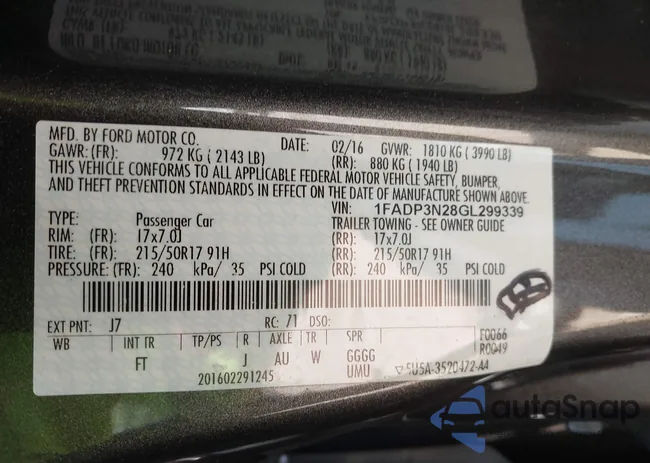 MFD. BY FORD MOTOR CO. DATE: 02/16 GVWR: 1810 KG ( 3990 LB)
GAWR: (FR): 972 KG ( 2143 LB) (RR): 880 KG ( 1940 LB)
THIS VEHICLE CONFORMS TO ALL APPLICABLE FEDERAL MOTOR VEHICLE SAFETY, BUMPER,
AND THEFT PREVENTION STANDARDS IN EFFECT ON THE DATE OF MANUFACTURE SHOWN ABOVE.
VIN: 1FADP3N28GL299339
TYPE: Passenger Car TRAILER TOWING - SEE OWNER GUIDE
RIM: (FR): 17x7.0J (RR): 17x7.0J
TIRE: (FR): 215/50R17 91H (RR): 215/50R17 91H
PRESSURE: (FR): 240 kPa/ 35 PSI COLD (RR): 240 kPa/ 35 PSI COLD
EXT PNT: J7 RC: 71 DSO: F0066
WB INT TR TP/PS R AXLE TR SPR R0049
FT J AU W GGGG
UMU
201602291245 5U5A-3520472-AA
autoSnap